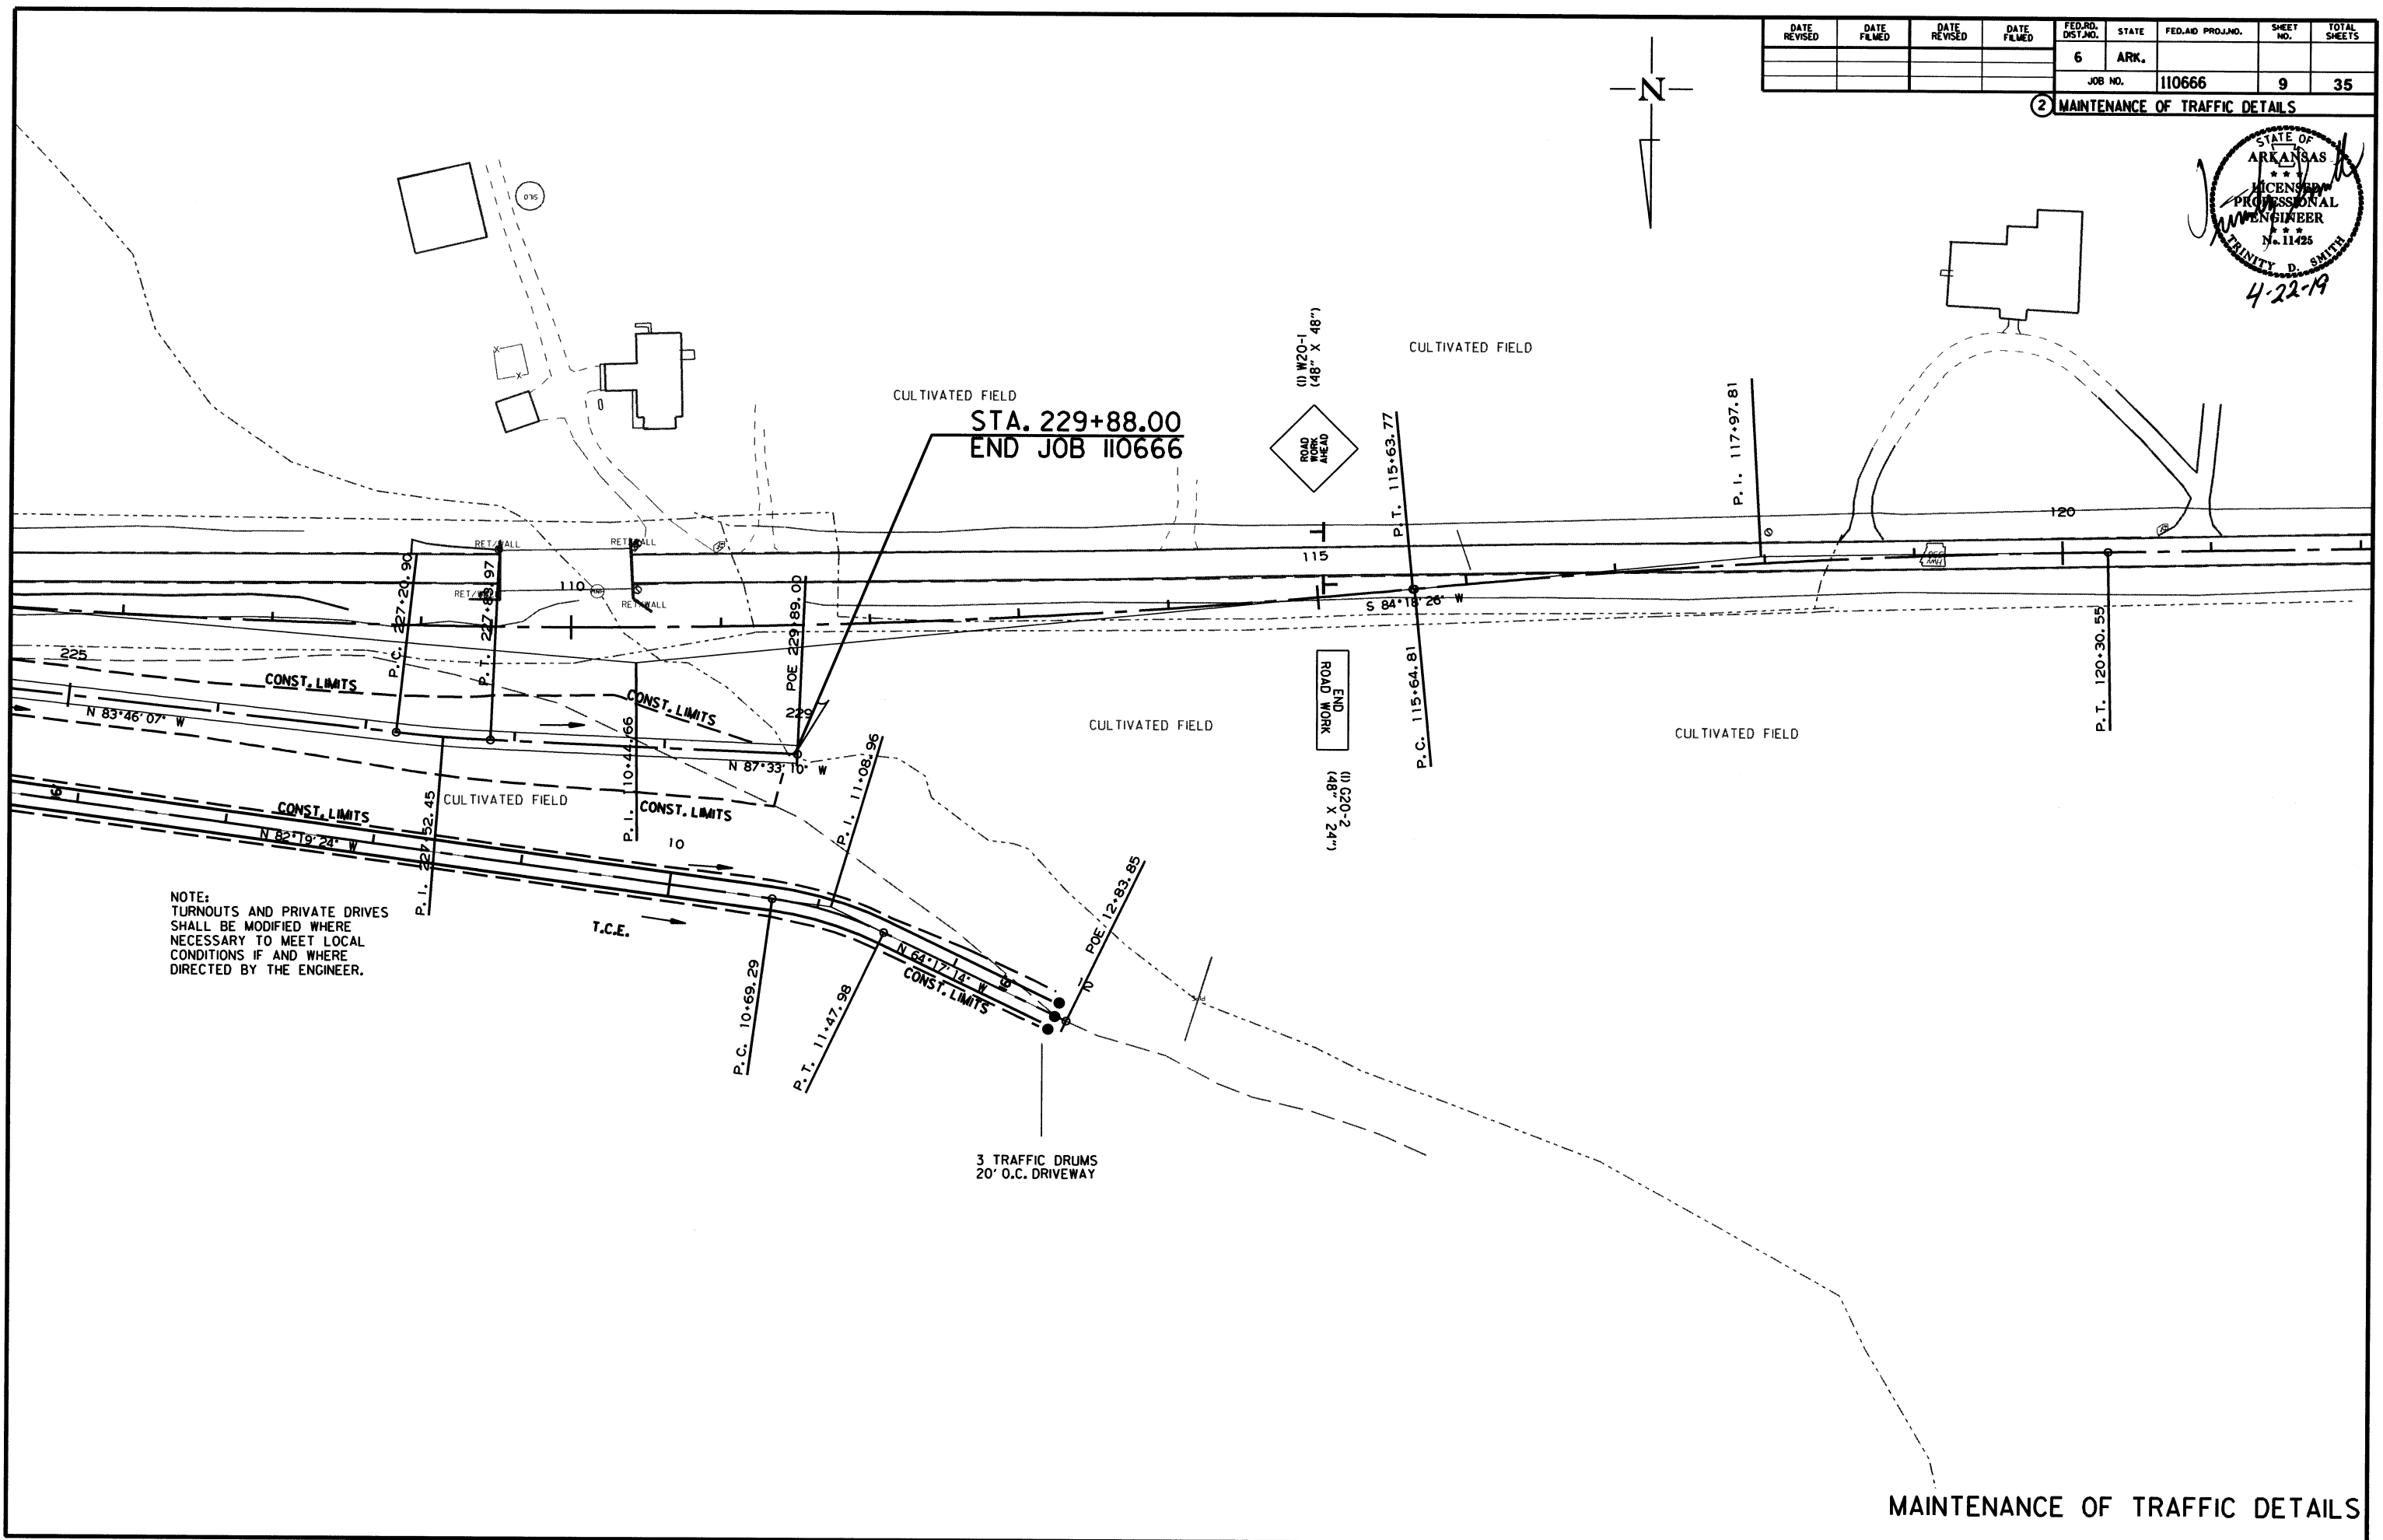 DATE REVISED
DATE FILMED
DATE REVISED
DATE FILMED
FED.RD. DIST.NO.
STATE
FED.AID PROJ.NO.
SHEET NO.
TOTAL SHEETS
6
ARK.
JOB NO.
110666
9
35
2
MAINTENANCE OF TRAFFIC DETAILS
N
STATE OF
ARKANSAS
LICENSED
PROFESSIONAL
ENGINEER
No. 11425
TRINITY D. SMITH
4-22-19
SILO
CULTIVATED FIELD
CULTIVATED FIELD
(1) W20-1
(48" X 48")
ROAD
WORK
AHEAD
STA. 229+88.00
END JOB 110666
P.T. 115+63.77
P.I. 117+97.81
RET/WALL
RET/WALL
RET/WALL
RET/WALL
110
115
120
S 84°18'26" W
P.C. 227+20.90
P.T. 227+83.97
POE 229+89.00
225
229
CONST. LIMITS
CONST. LIMITS
N 83°46'07" W
N 87°33'10" W
END
ROAD WORK
(1) G20-2
(48" X 24")
P.C. 115+64.81
P.T. 120+30.55
CULTIVATED FIELD
CULTIVATED FIELD
CULTIVATED FIELD
P.I. 227+52.45
P.I. 110+44.66
P.I. 11+08.96
CONST. LIMITS
CONST. LIMITS
N 82°19'24" W
10
T.C.E.
NOTE:
TURNOUTS AND PRIVATE DRIVES
SHALL BE MODIFIED WHERE
NECESSARY TO MEET LOCAL
CONDITIONS IF AND WHERE
DIRECTED BY THE ENGINEER.
P.C. 10+69.29
P.T. 11+47.98
N 64°17'14" W
CONST. LIMITS
POE 12+83.85
12
3 TRAFFIC DRUMS
20' O.C. DRIVEWAY
MAINTENANCE OF TRAFFIC DETAILS